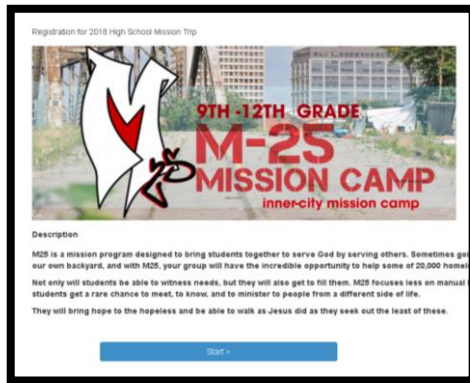 Registration for 2018 High School Mission Trip
9TH -12TH GRADE
M-25
MISSION CAMP
inner-city mission camp
Description
M25 is a mission program designed to bring students together to serve God by serving others. Sometimes goi
our own backyard, and with M25, your group will have the incredible opportunity to help some of 20,000 homel
Not only will students be able to witness needs, but they will also get to fill them. M25 focuses less on manual
students get a rare chance to meet, to know, and to minister to people from a different side of life.
They will bring hope to the hopeless and be able to walk as Jesus did as they seek out the least of these.
Start >